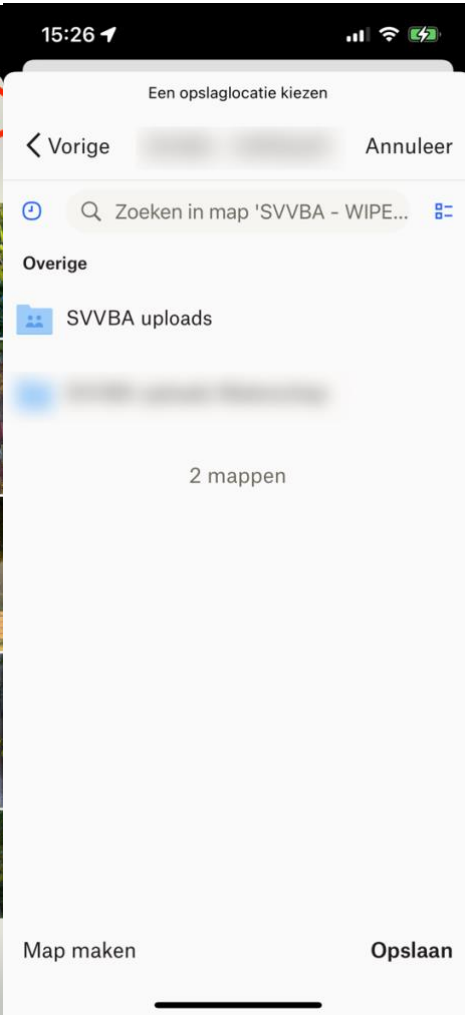 15:26
Een opslaglocatie kiezen
Vorige
Annuleer
Zoeken in map 'SVVBA - WIPE...
Overige
SVVBA uploads
2 mappen
Map maken
Opslaan